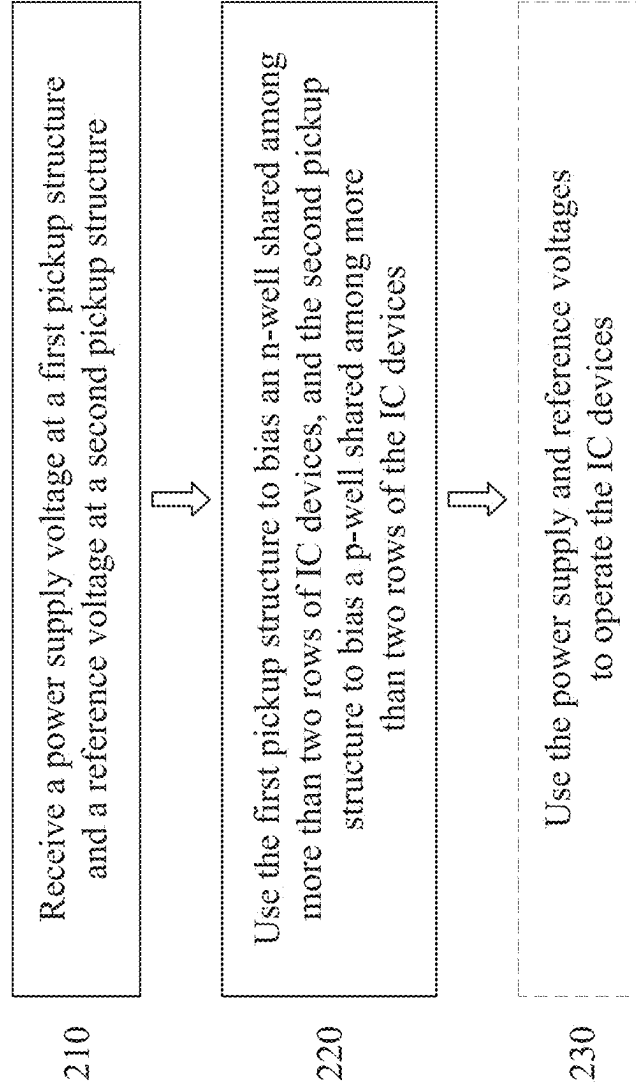 210
Receive a power supply voltage at a first pickup structure
and a reference voltage at a second pickup structure
220
Use the first pickup structure to bias an n-well shared among
more than two rows of IC devices, and the second pickup
structure to bias a p-well shared among more
than two rows of the IC devices
230
Use the power supply and reference voltages
to operate the IC devices